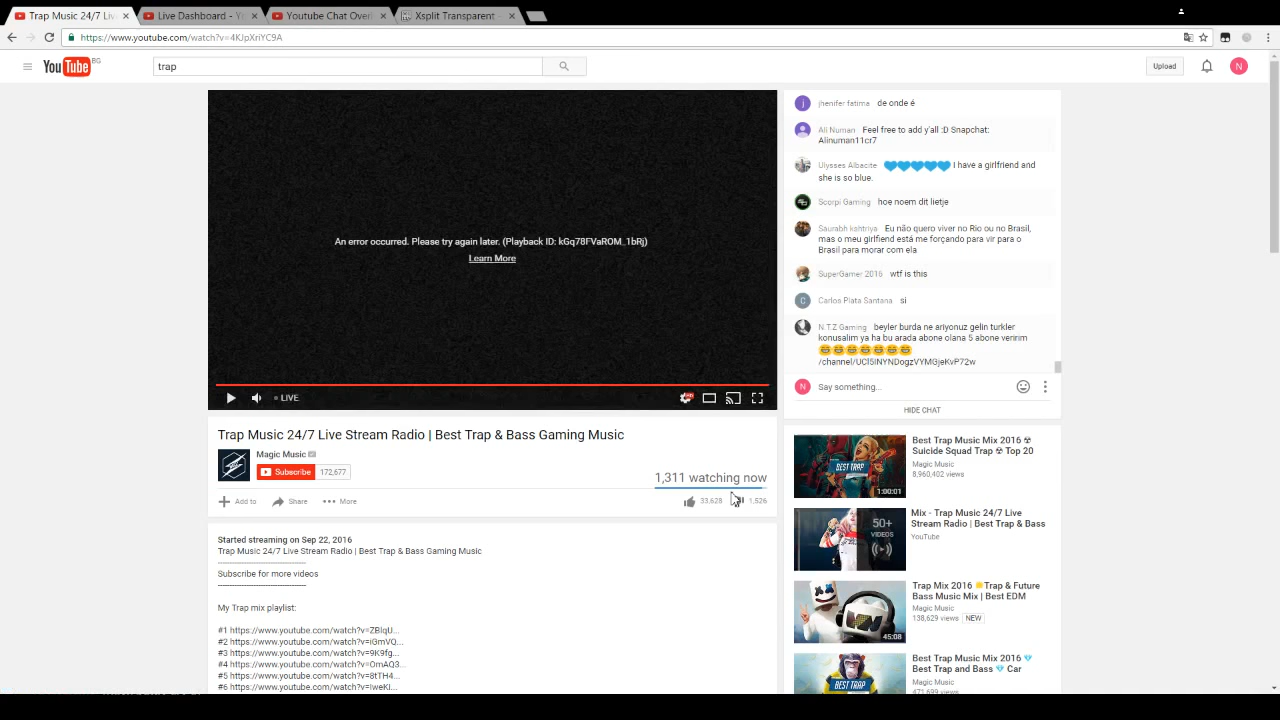 Trap Music 24/7 Liv
Live Dashboard - Y
Youtube Chat Over
Xsplit Transparent -
https://www.youtube.com/watch?v=4KJpXriYC9A
YouTube BG
trap
Upload
N
An error occurred. Please try again later. (Playback ID: kGq78FVaROM_1bRj)
Learn More
LIVE
HD
Trap Music 24/7 Live Stream Radio | Best Trap & Bass Gaming Music
Magic Music
Subscribe 172,677
1,311 watching now
Add to
Share
More
33,628
1,526
Started streaming on Sep 22, 2016
Trap Music 24/7 Live Stream Radio | Best Trap & Bass Gaming Music
------------------------------
Subscribe for more videos
------------------------------
My Trap mix playlist:
#1 https://www.youtube.com/watch?v=ZBlqU...
#2 https://www.youtube.com/watch?v=iGmVQ...
#3 https://www.youtube.com/watch?v=9K9fg...
#4 https://www.youtube.com/watch?v=OmAQ3...
#5 https://www.youtube.com/watch?v=8tTH4...
#6 https://www.youtube.com/watch?v=IweKI...
j
jhenifer fatima de onde é
Ali Numan Feel free to add y'all :D Snapchat:
Alinuman11cr7
Ulysses Albacite 💙💙💙💙💙 I have a girlfriend and
she is so blue.
Scorpi Gaming hoe noem dit lietje
Saurabh kshtriya Eu não quero viver no Rio ou no Brasil,
mas o meu girlfiend está me forçando para vir para o
Brasil para morar com ela
SuperGamer 2016 wtf is this
C
Carlos Plata Santana si
N.T.Z Gaming beyler burda ne ariyonuz gelin turkler
konusalim ya ha bu arada abone olana 5 abone veririm
😂😂😂😂😂😂😂
/channel/UCf5INYNDogzVYMGjeKvP72w
N
Say something...
HIDE CHAT
BEST TRAP
1:00:01
Best Trap Music Mix 2016 ☢
Suicide Squad Trap ☢ Top 20
Magic Music
8,960,402 views
50+
VIDEOS
Mix - Trap Music 24/7 Live
Stream Radio | Best Trap & Bass
YouTube
45:08
Trap Mix 2016 🌟Trap & Future
Bass Music Mix | Best EDM
Magic Music
138,629 views NEW
BEST TRAP
Best Trap Music Mix 2016 💎
Best Trap and Bass 💎 Car
Magic Music
471,699 views